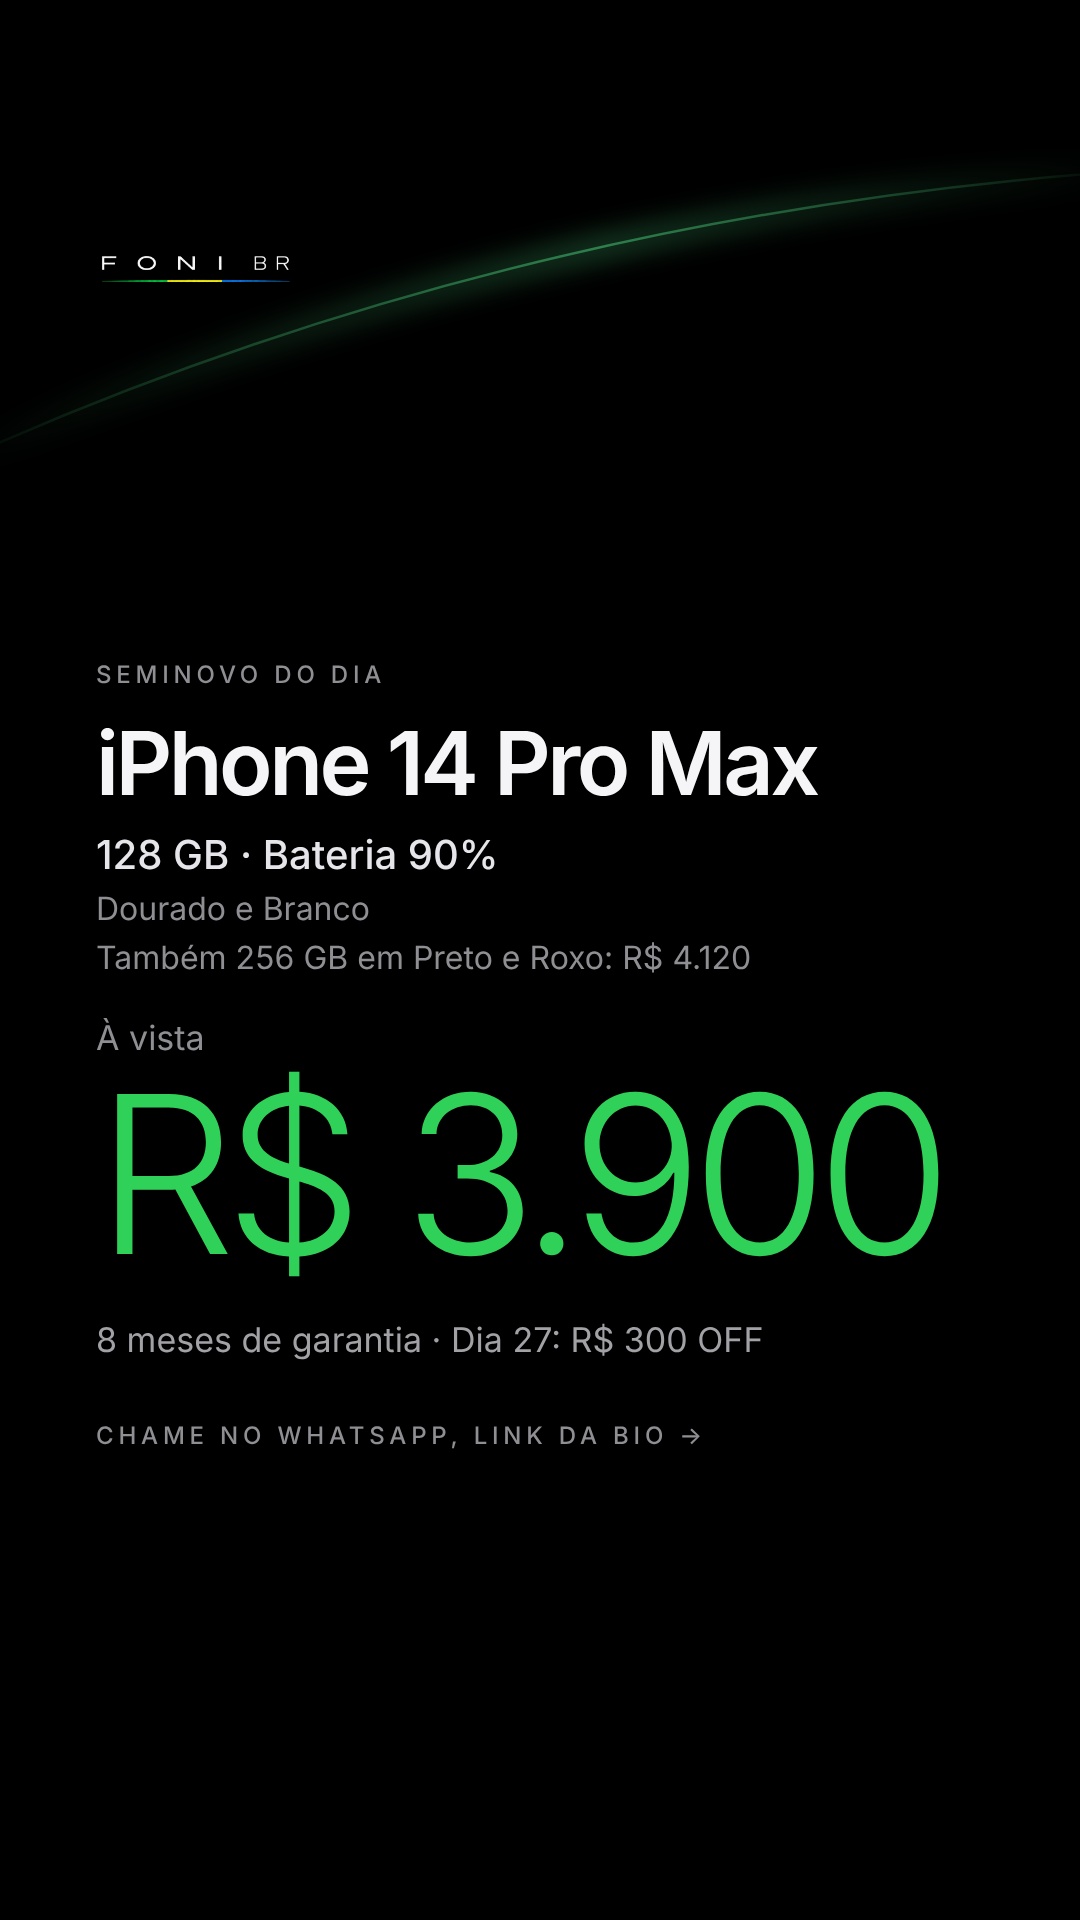 FONI BR
SEMINOVO DO DIA
iPhone 14 Pro Max
128 GB · Bateria 90%
Dourado e Branco
Também 256 GB em Preto e Roxo: R$ 4.120
À vista
R$ 3.900
8 meses de garantia · Dia 27: R$ 300 OFF
CHAME NO WHATSAPP, LINK DA BIO →